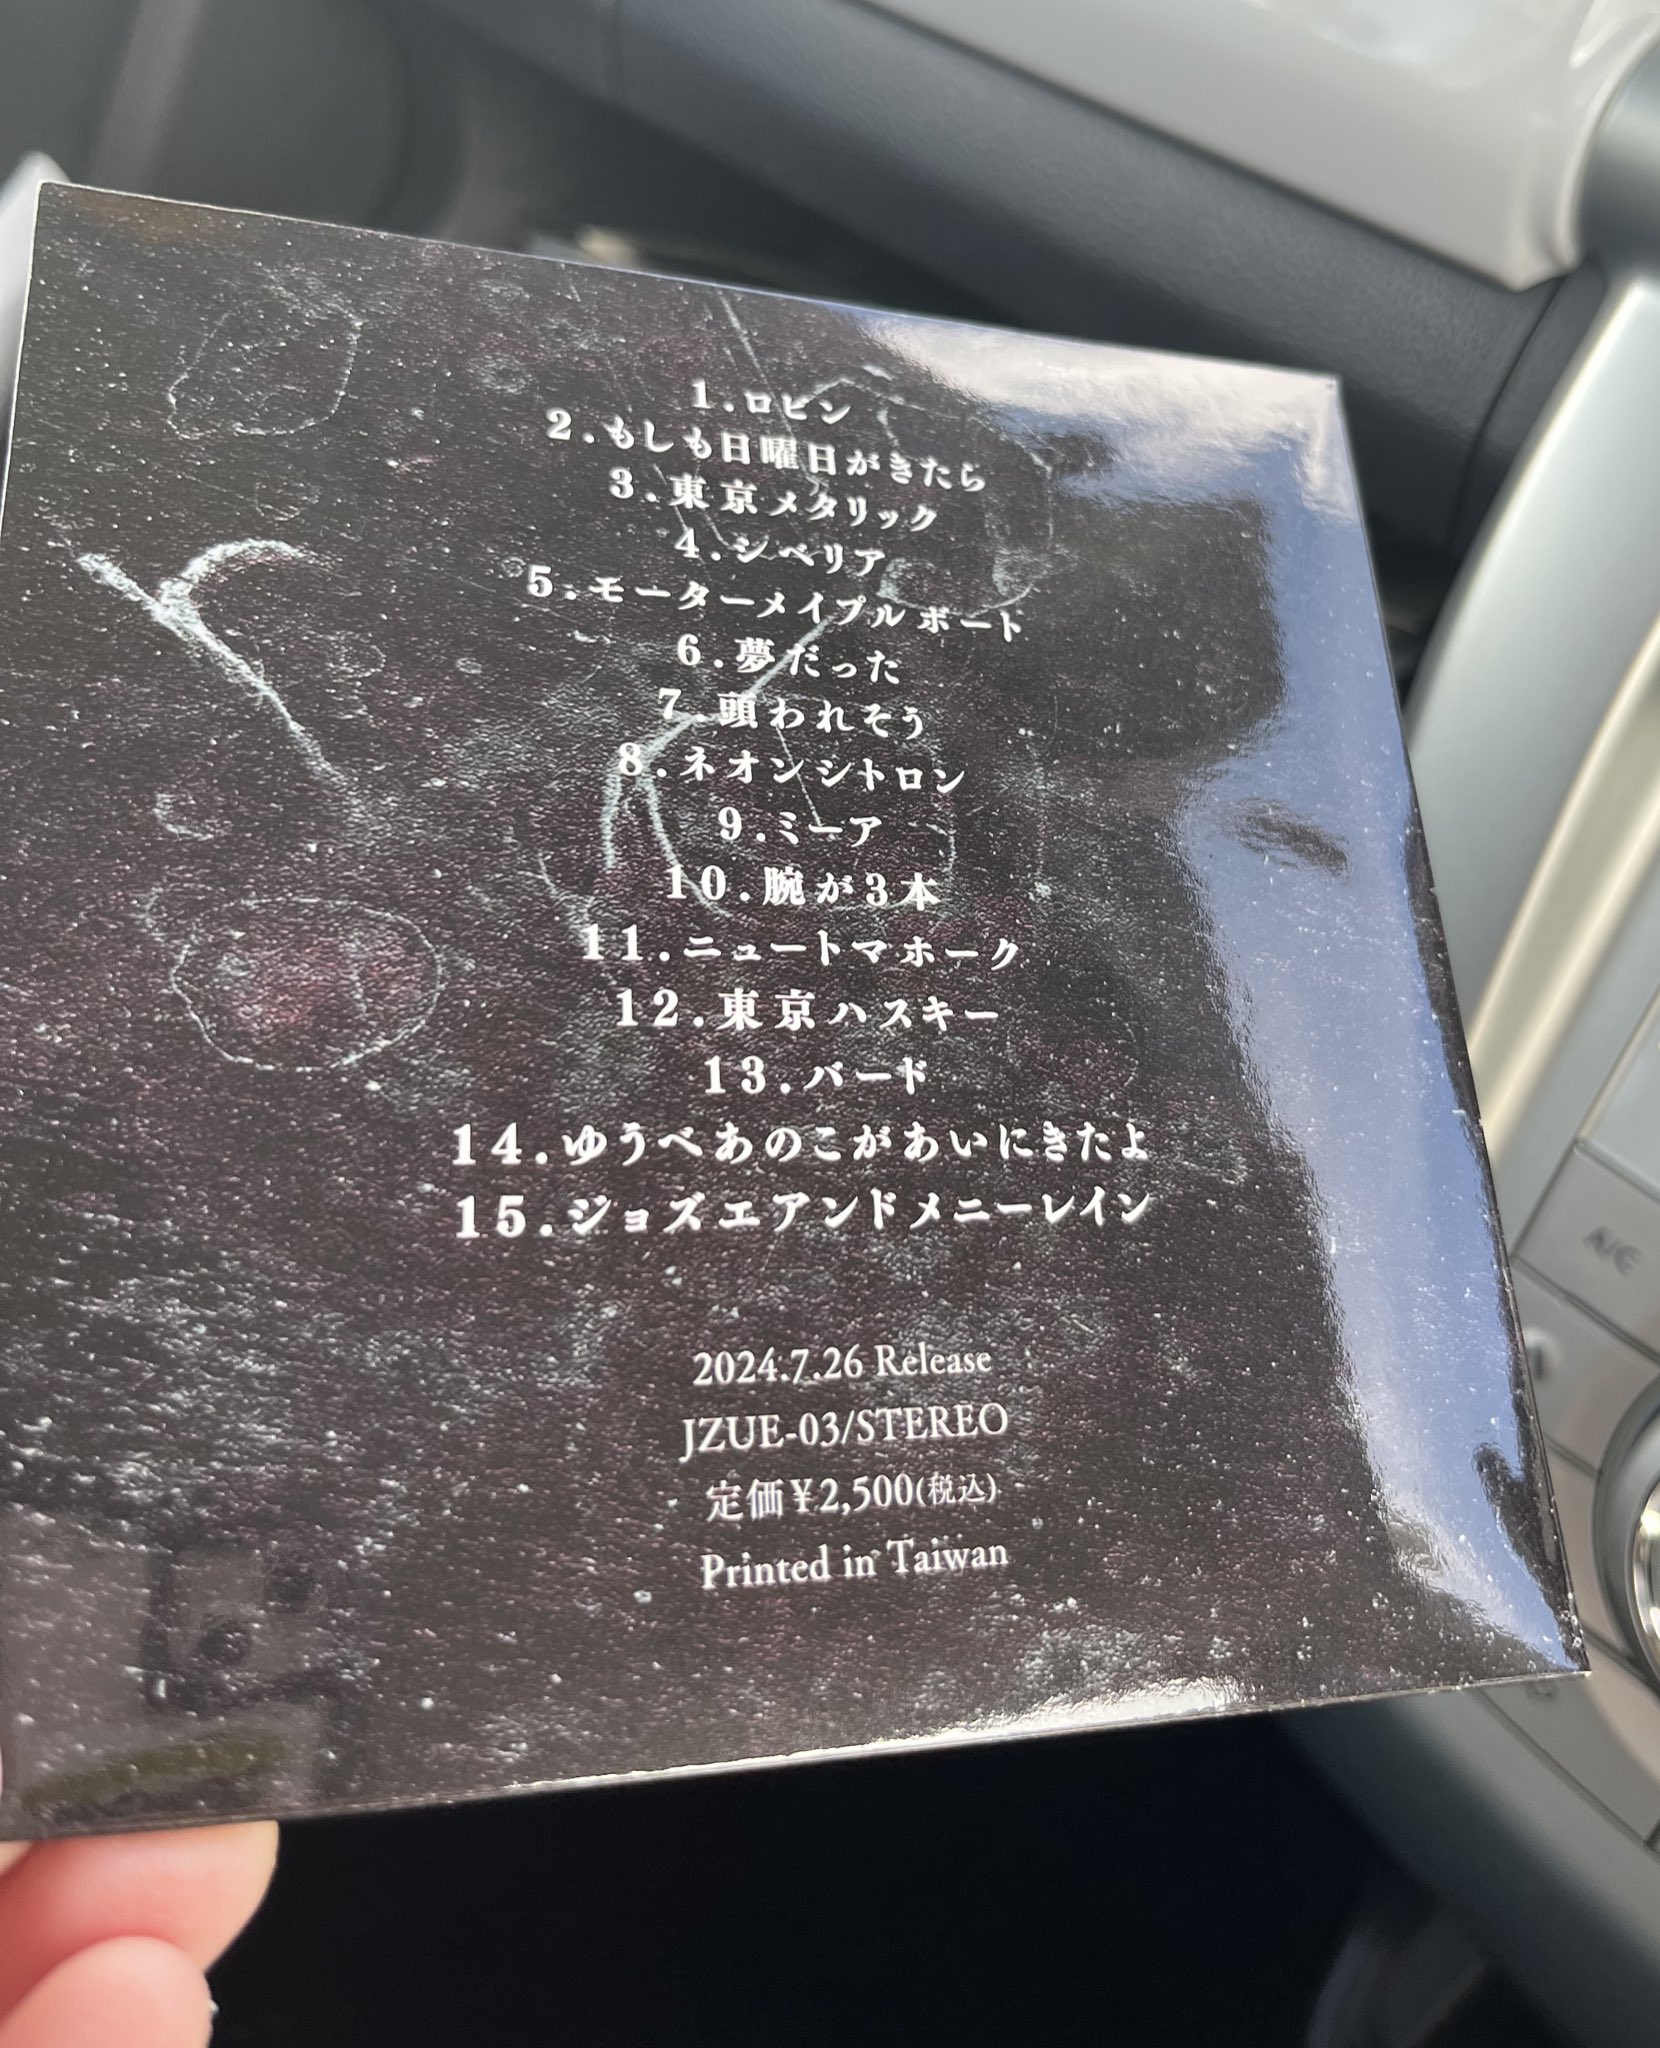 1.ロビン
2.もしも日曜日がきたら
3.東京メタリック
4.シベリア
5.モーターメイプルボート
6.夢だった
7.頭われそう
8.ネオンシトロン
9.ミーア
10.腕が3本
11.ニュートマホーク
12.東京ハスキー
13.バード
14.ゆうべあのこがあいにきたよ
15.ジョズエアンドメニーレイン
2024.7.26 Release
JZUE-03/STEREO
定価¥2,500(税込)
Printed in Taiwan
A/C